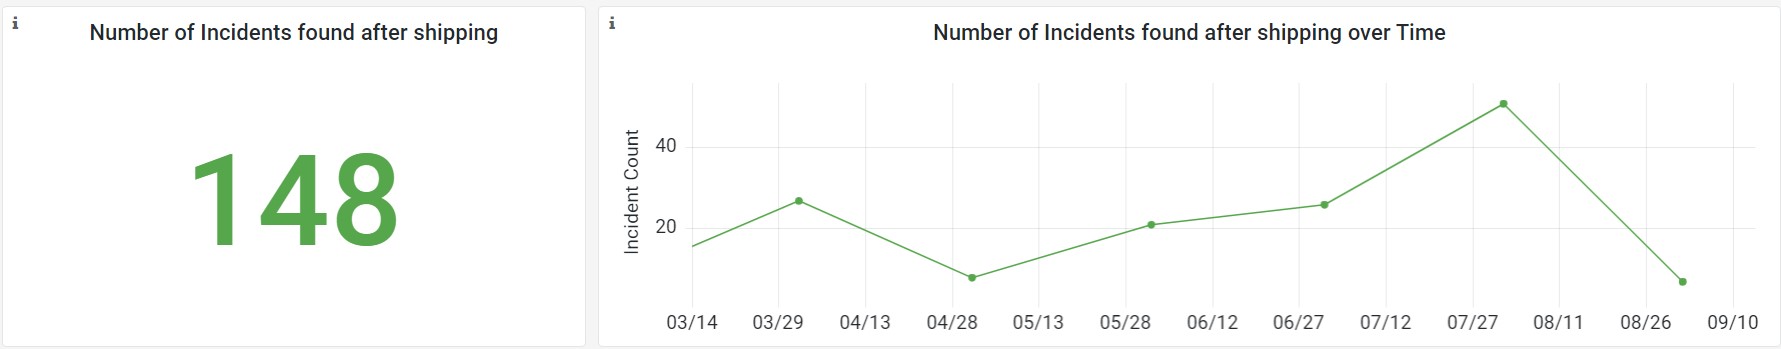 i
Number of Incidents found after shipping
148
i
Number of Incidents found after shipping over Time
Incident Count
40
20
03/14 03/29 04/13 04/28 05/13 05/28 06/12 06/27 07/12 07/27 08/11 08/26 09/10